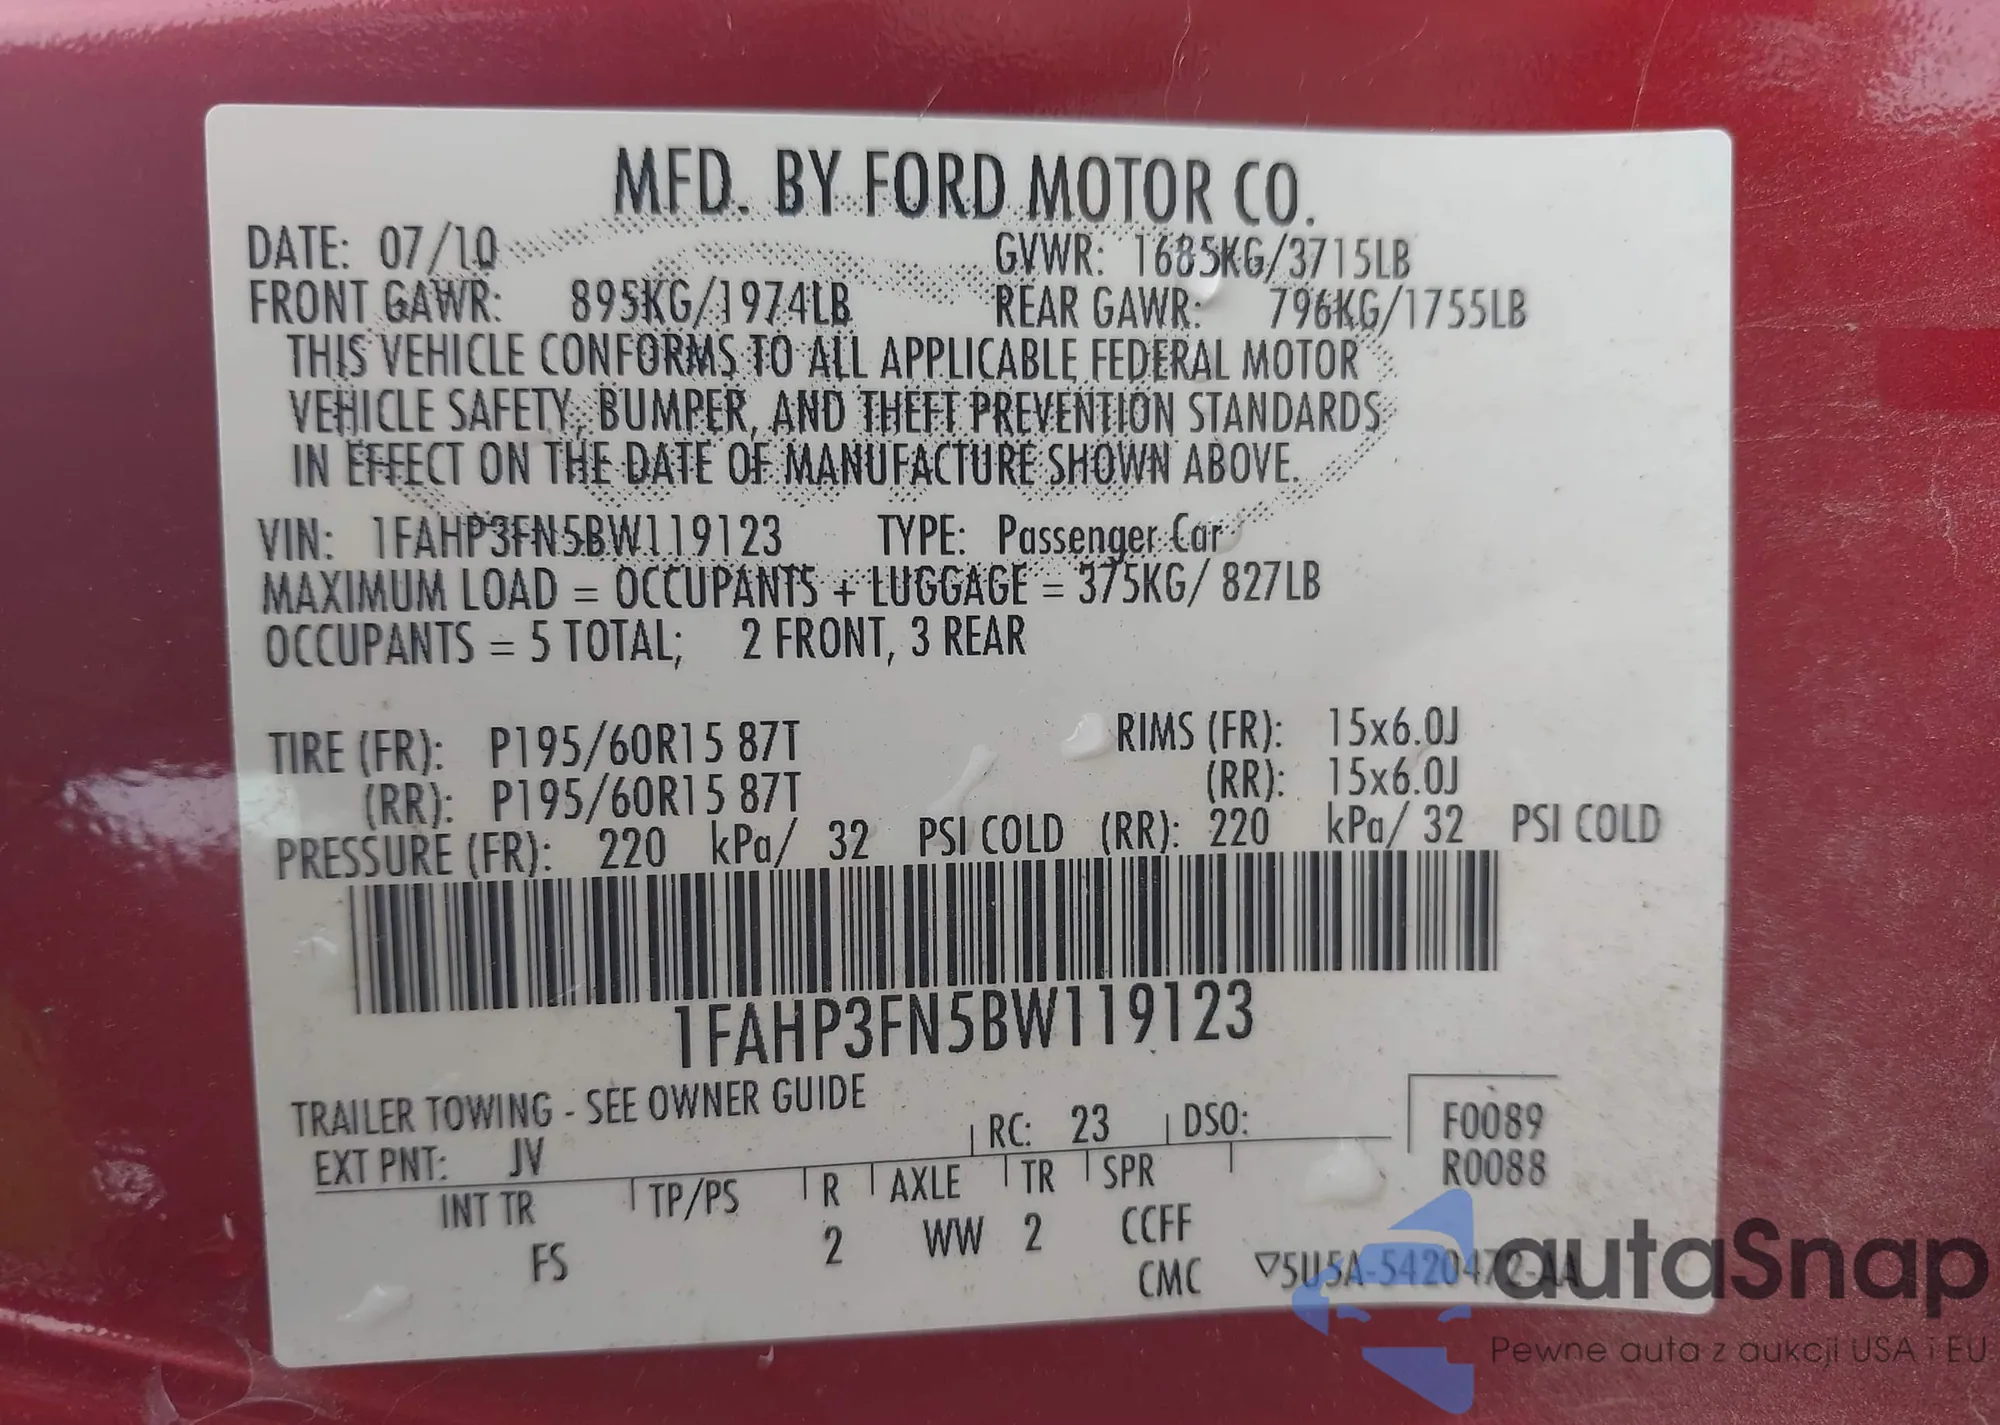 MFD. BY FORD MOTOR CO.
DATE: 07/10 GVWR: 1685KG/3715LB
FRONT GAWR: 895KG/1974LB REAR GAWR: 796KG/1755LB
THIS VEHICLE CONFORMS TO ALL APPLICABLE FEDERAL MOTOR
VEHICLE SAFETY, BUMPER, AND THEFT PREVENTION STANDARDS
IN EFFECT ON THE DATE OF MANUFACTURE SHOWN ABOVE.
VIN: 1FAHP3FN5BW119123 TYPE: Passenger Car
MAXIMUM LOAD = OCCUPANTS + LUGGAGE = 375KG/ 827LB
OCCUPANTS = 5 TOTAL; 2 FRONT, 3 REAR
TIRE (FR): P195/60R15 87T RIMS (FR): 15x6.0J
(RR): P195/60R15 87T (RR): 15x6.0J
PRESSURE (FR): 220 kPa/ 32 PSI COLD (RR): 220 kPa/ 32 PSI COLD
1FAHP3FN5BW119123
TRAILER TOWING - SEE OWNER GUIDE
EXT PNT: JV RC: 23 DSO: F0089
R0088
INT TR TP/PS R AXLE TR SPR
FS 2 WW 2 CCFF
CMC ▽5U5A-5420472-AA
autaSnap
Pewne auta z aukcji USA i EU